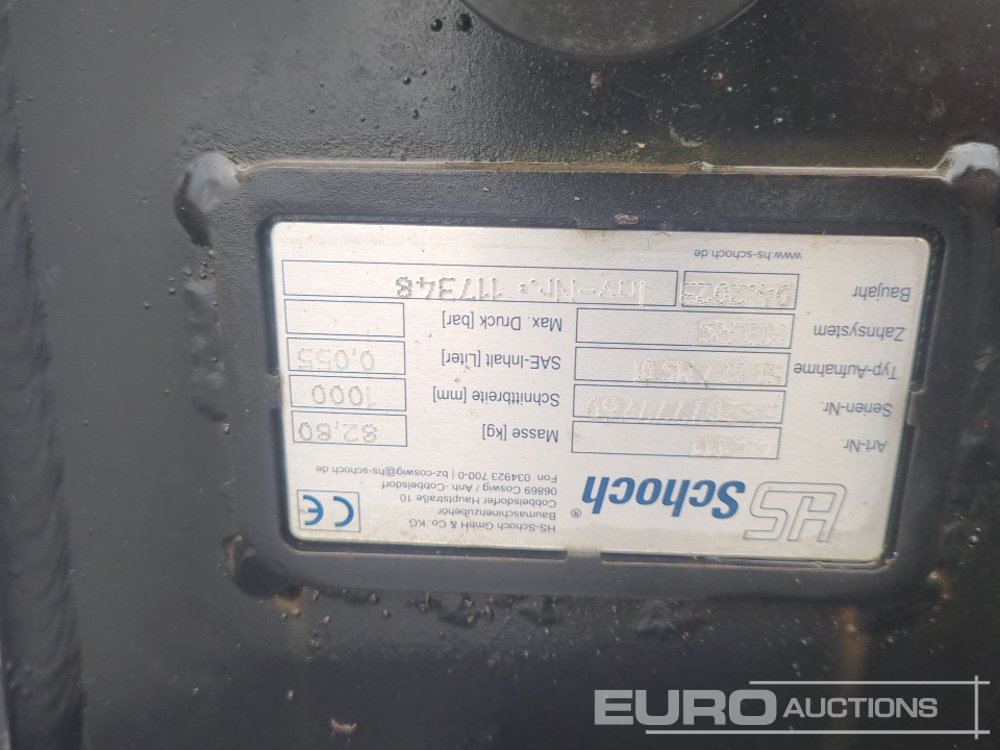 HS Schoch®
HS-Schoch GmbH & Co. KG
Baumaschinenzubehör
Cobbelsdorfer Hauptstraße 10
06869 Coswig / Anh.-Cobbelsdorf
Fon 034923 700-0 | bz-coswig@hs-schoch.de
CE
Art-Nr.
Masse [kg] 82,80
Serien-Nr.
Schnittbreite [mm] 1000
Typ-Aufnahme
SAE-Inhalt [Liter] 0,055
Zahnsystem
Max. Druck [bar]
Baujahr 04.2023 Inv-Nr.: 117348
www.hs-schoch.de
EURO AUCTIONS